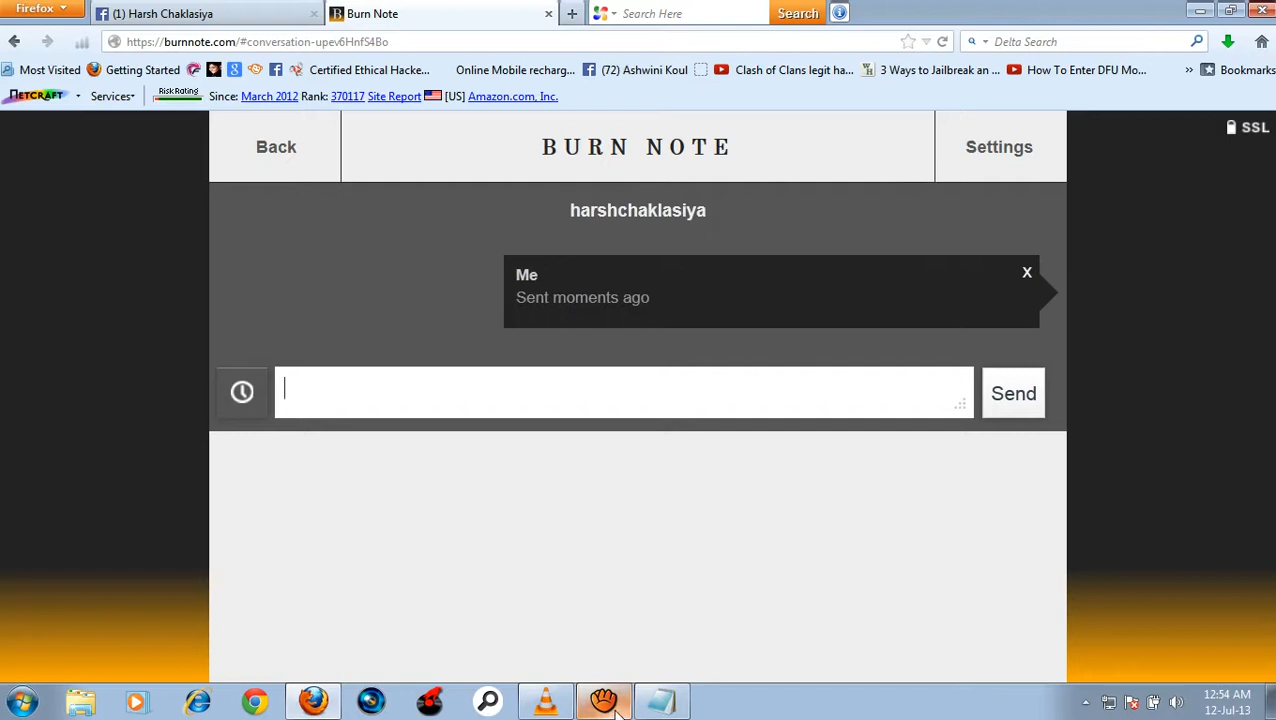 Firefox
(1) Harsh Chaklasiya
Burn Note
Search Here
Search
https://burnnote.com/#conversation-upev6HnfS4Bo
Delta Search
Most Visited
Getting Started
Certified Ethical Hacke...
Online Mobile recharg...
(72) Ashwini Koul
Clash of Clans legit ha...
3 Ways to Jailbreak an ...
How To Enter DFU Mo...
»
Bookmarks
NETCRAFT
Services
Risk Rating
Since: March 2012 Rank: 370117 Site Report [US] Amazon.com, Inc.
SSL
Back
BURN NOTE
Settings
harshchaklasiya
Me
X
Sent moments ago
Send
12:54 AM
12-Jul-13